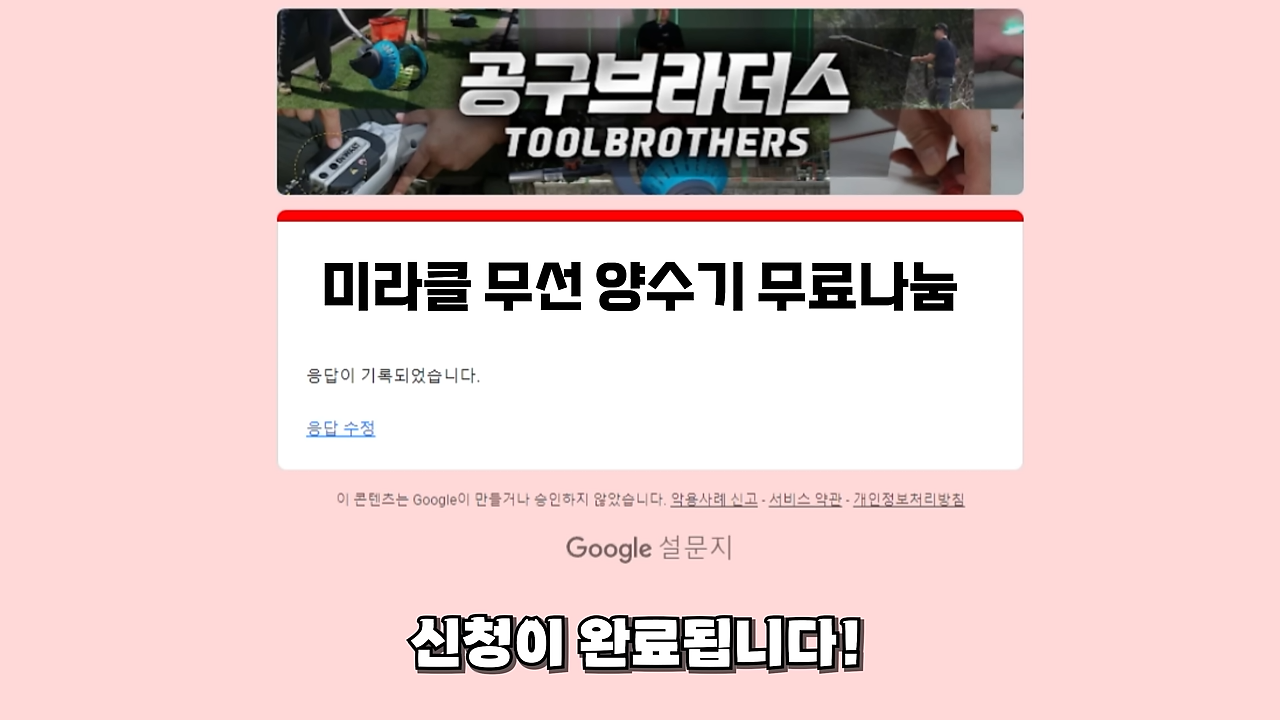 공구브라더스
TOOLBROTHERS
미라클 무선 양수기 무료나눔
응답이 기록되었습니다.
응답 수정
이 콘텐츠는 Google이 만들거나 승인하지 않았습니다. 악용사례 신고 - 서비스 약관 - 개인정보처리방침
Google 설문지
신청이 완료됩니다!